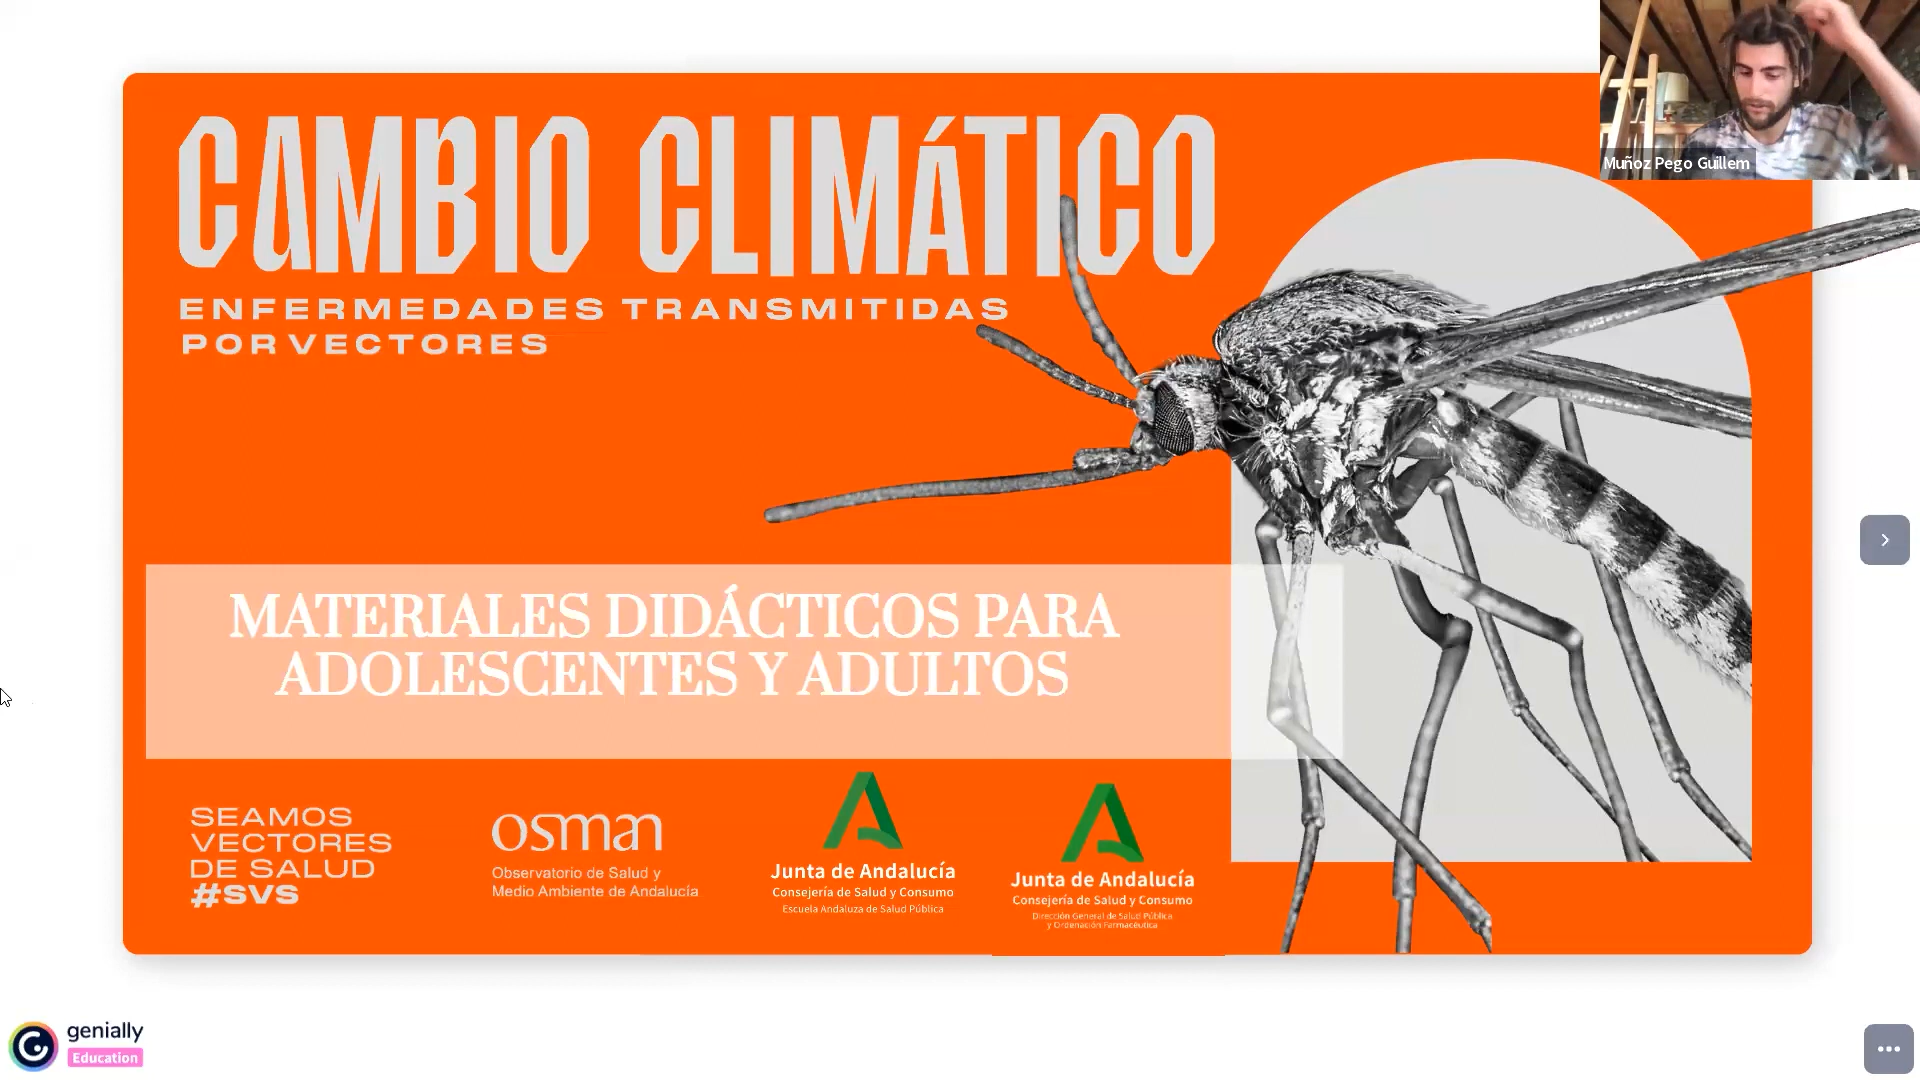 CAMBIO CLIMÁTICO
ENFERMEDADES TRANSMITIDAS
POR VECTORES
Muñoz Pego Guillem
MATERIALES DIDÁCTICOS PARA
ADOLESCENTES Y ADULTOS
SEAMOS
VECTORES
DE SALUD
#SVS
osman
Observatorio de Salud y
Medio Ambiente de Andalucía
Junta de Andalucía
Consejería de Salud y Consumo
Escuela Andaluza de Salud Pública
Junta de Andalucía
Consejería de Salud y Consumo
Dirección General de Salud Pública
y Ordenación Farmacéutica
genially
Education